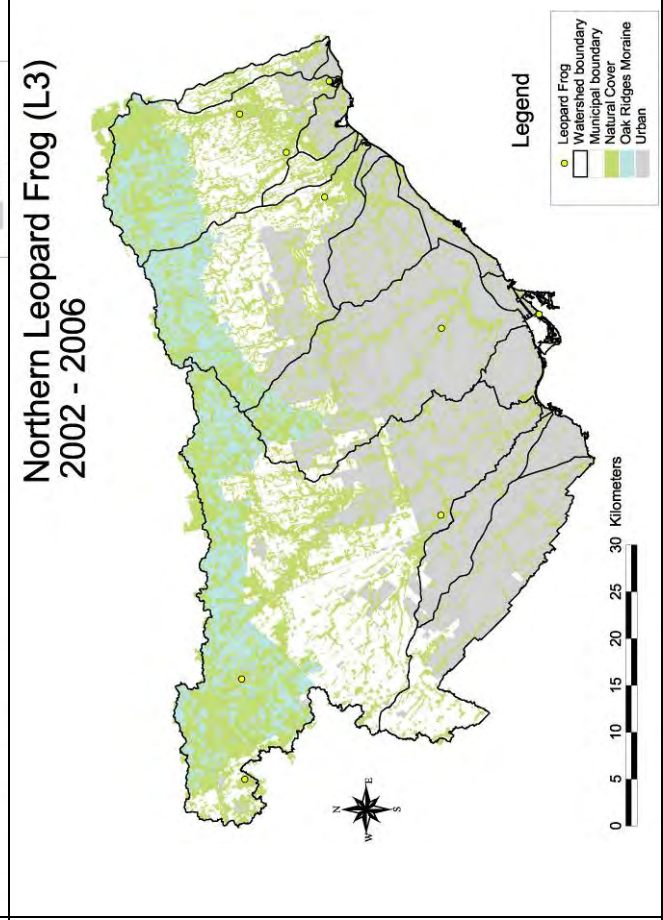 Northern Leopard Frog (L3)
2002 - 2006
Legend
Leopard Frog
Watershed boundary
Municipal boundary
Natural Cover
Oak Ridges Moraine
Urban
N
W E
S
0 5 10 15 20 25 30 Kilometers